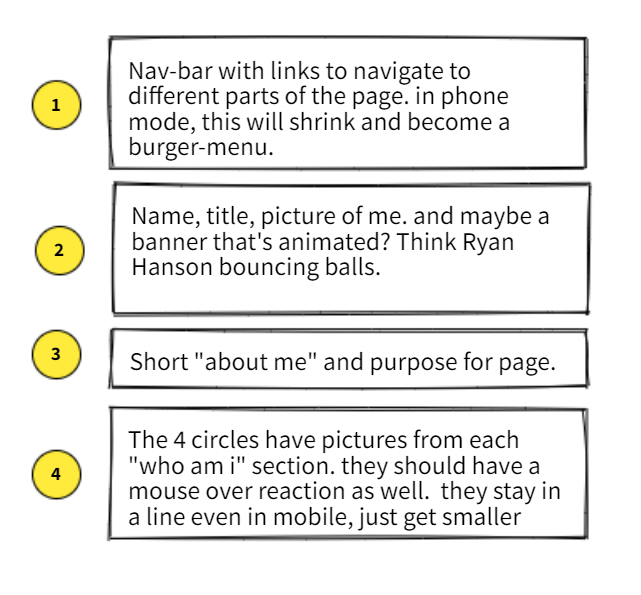 1
Nav-bar with links to navigate to
different parts of the page. in phone
mode, this will shrink and become a
burger-menu.
2
Name, title, picture of me. and maybe a
banner that's animated? Think Ryan
Hanson bouncing balls.
3
Short "about me" and purpose for page.
4
The 4 circles have pictures from each
"who am i" section. they should have a
mouse over reaction as well.  they stay in
a line even in mobile, just get smaller